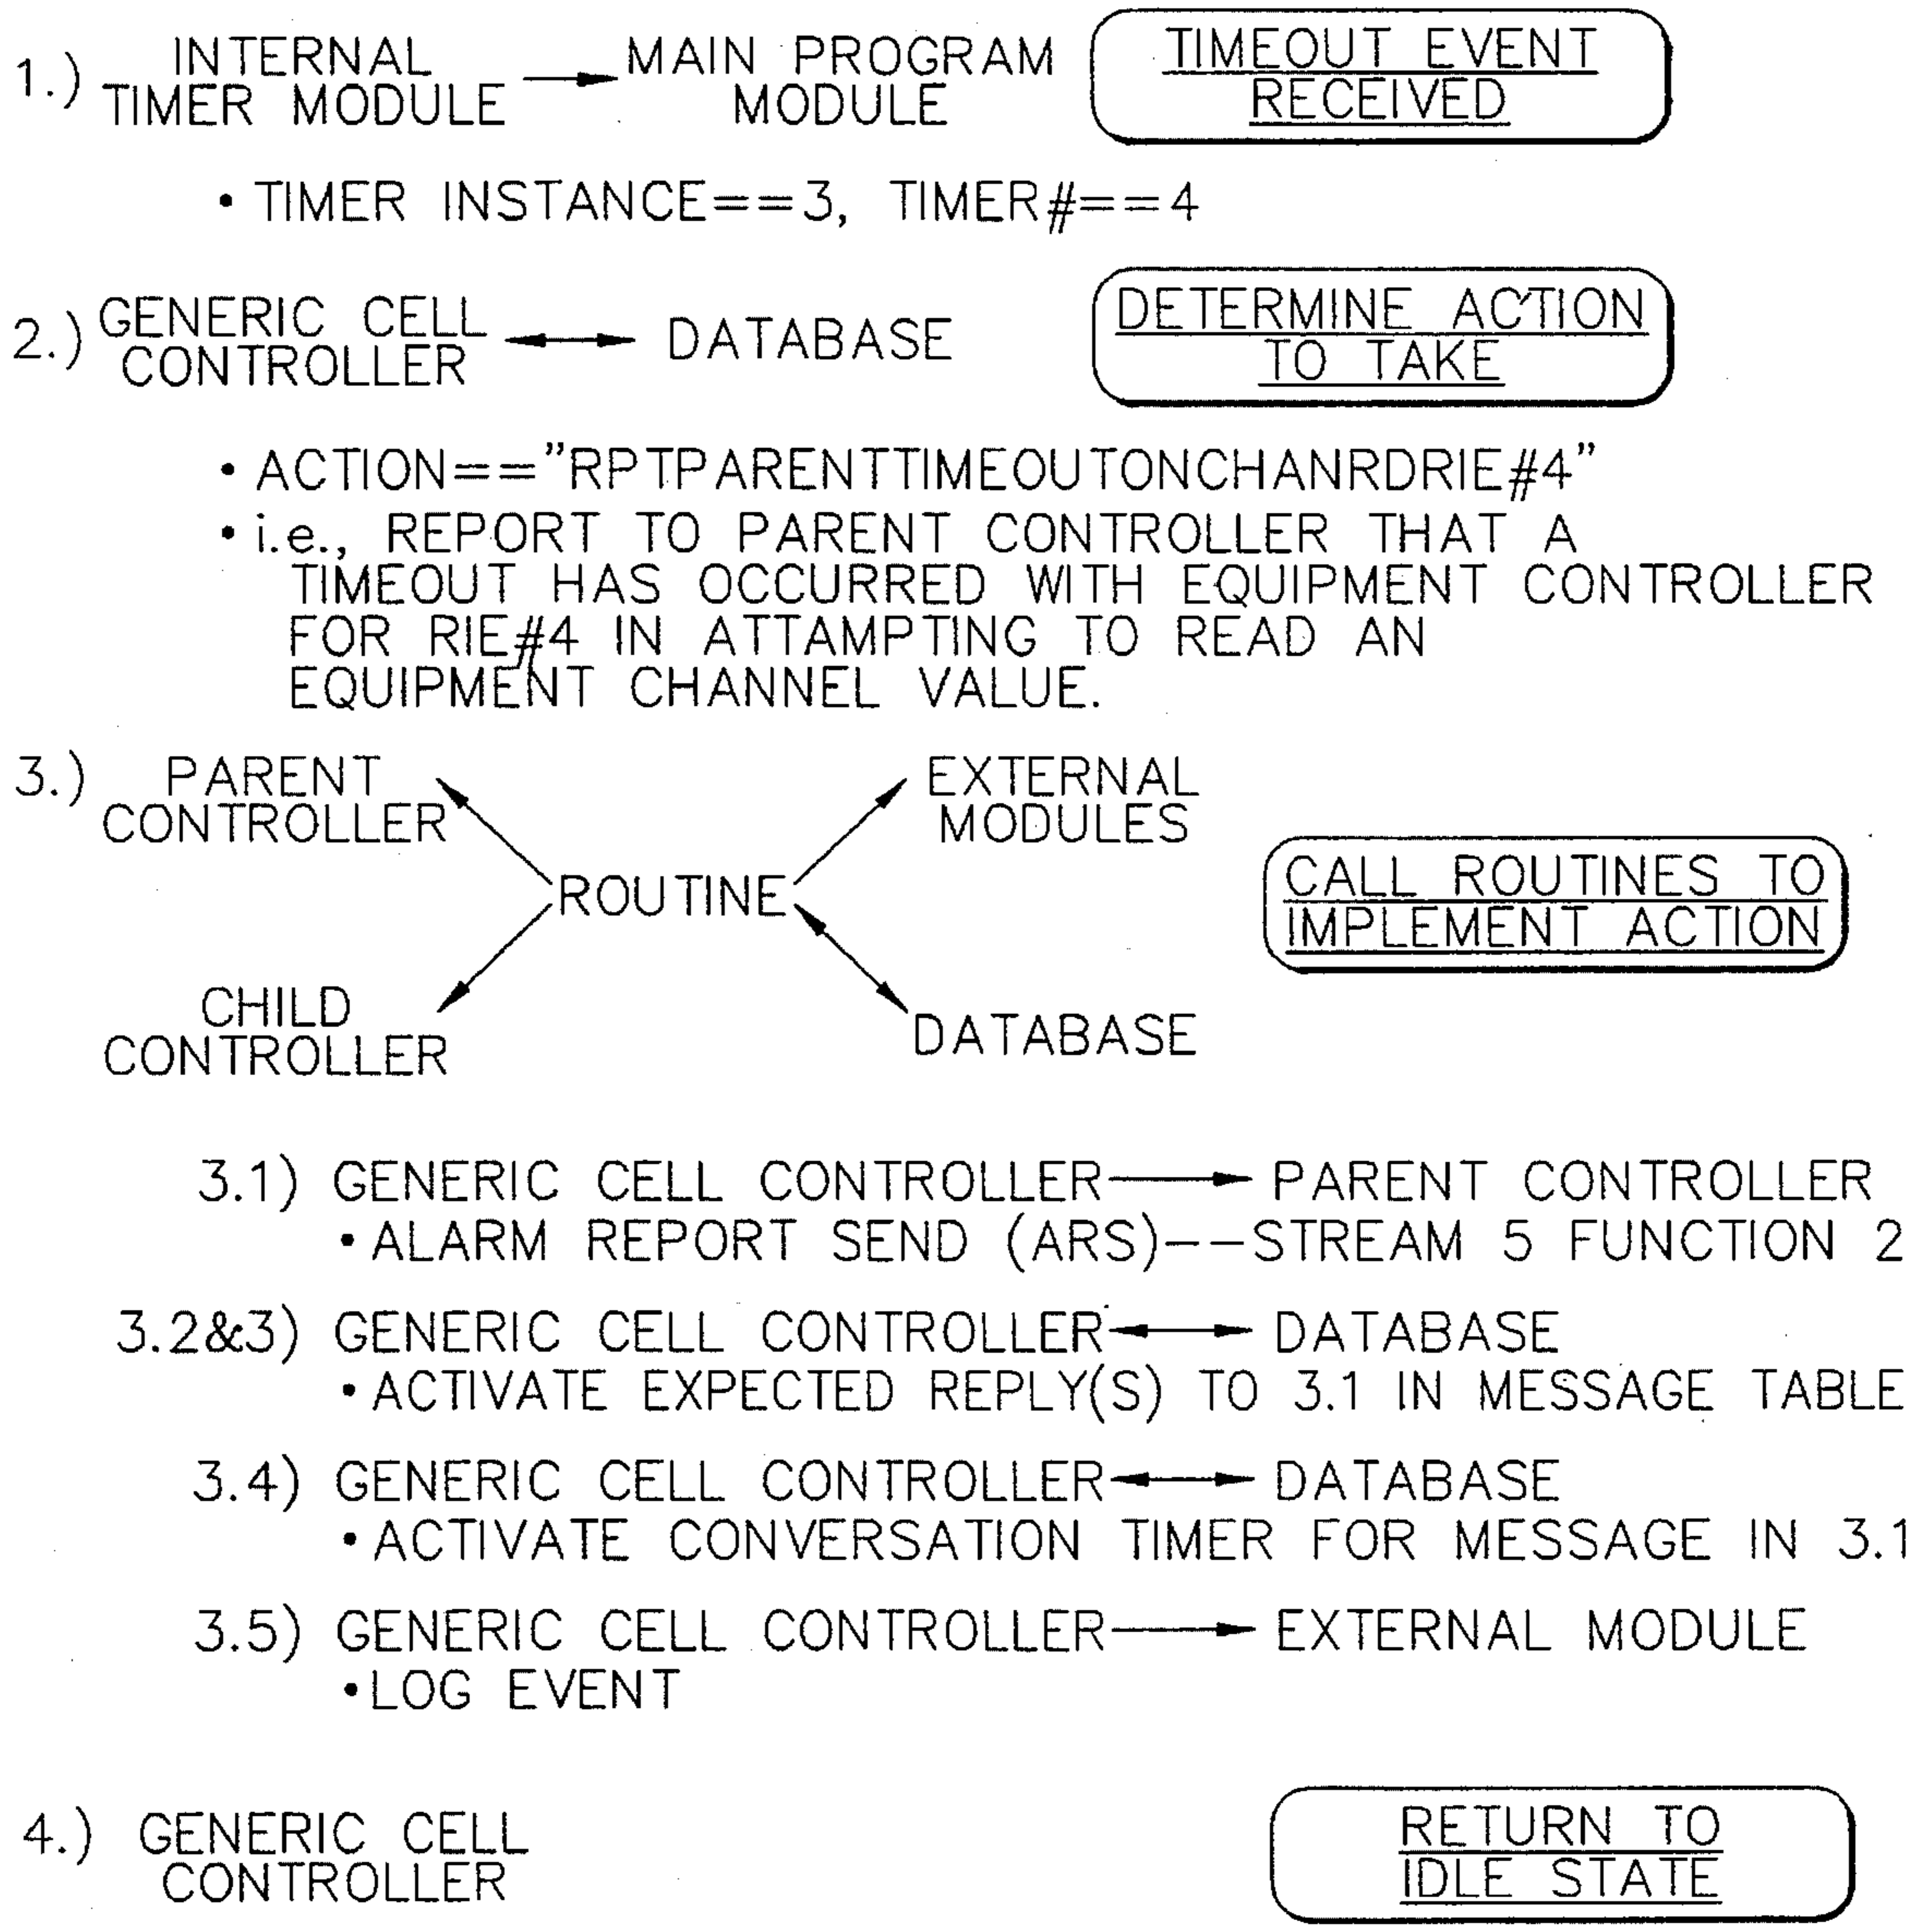 1.) INTERNAL TIMER MODULE → MAIN PROGRAM MODULE
TIMEOUT EVENT
RECEIVED
• TIMER INSTANCE==3, TIMER#==4
2.) GENERIC CELL CONTROLLER ↔ DATABASE
DETERMINE ACTION
TO TAKE
• ACTION=="RPTPARENTTIMEOUTONCHANRDRIE#4"
• i.e., REPORT TO PARENT CONTROLLER THAT A
TIMEOUT HAS OCCURRED WITH EQUIPMENT CONTROLLER
FOR RIE#4 IN ATTAMPTING TO READ AN
EQUIPMENT CHANNEL VALUE.
3.) PARENT
CONTROLLER
EXTERNAL
MODULES
ROUTINE
CALL ROUTINES TO
IMPLEMENT ACTION
CHILD
CONTROLLER
DATABASE
3.1) GENERIC CELL CONTROLLER → PARENT CONTROLLER
• ALARM REPORT SEND (ARS)--STREAM 5 FUNCTION 2
3.2&3) GENERIC CELL CONTROLLER ↔ DATABASE
• ACTIVATE EXPECTED REPLY(S) TO 3.1 IN MESSAGE TABLE
3.4) GENERIC CELL CONTROLLER ↔ DATABASE
• ACTIVATE CONVERSATION TIMER FOR MESSAGE IN 3.1
3.5) GENERIC CELL CONTROLLER → EXTERNAL MODULE
• LOG EVENT
4.) GENERIC CELL
CONTROLLER
RETURN TO
IDLE STATE